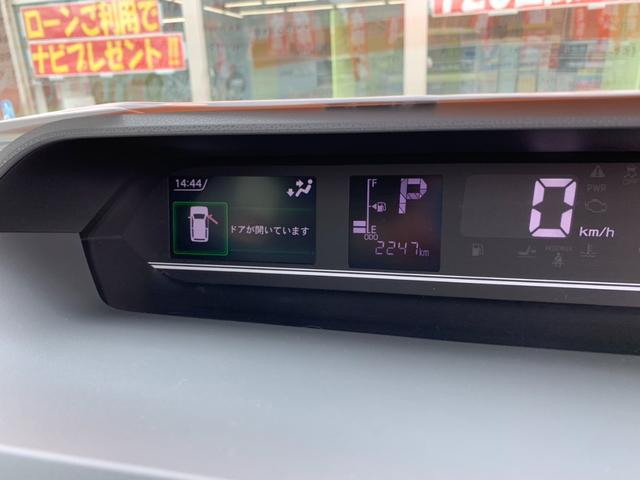 ローンご利用で
ナビプレゼント!!
14:44
ドアが開いています
F
E
P
ODO
2247km
0 km/h
PWR